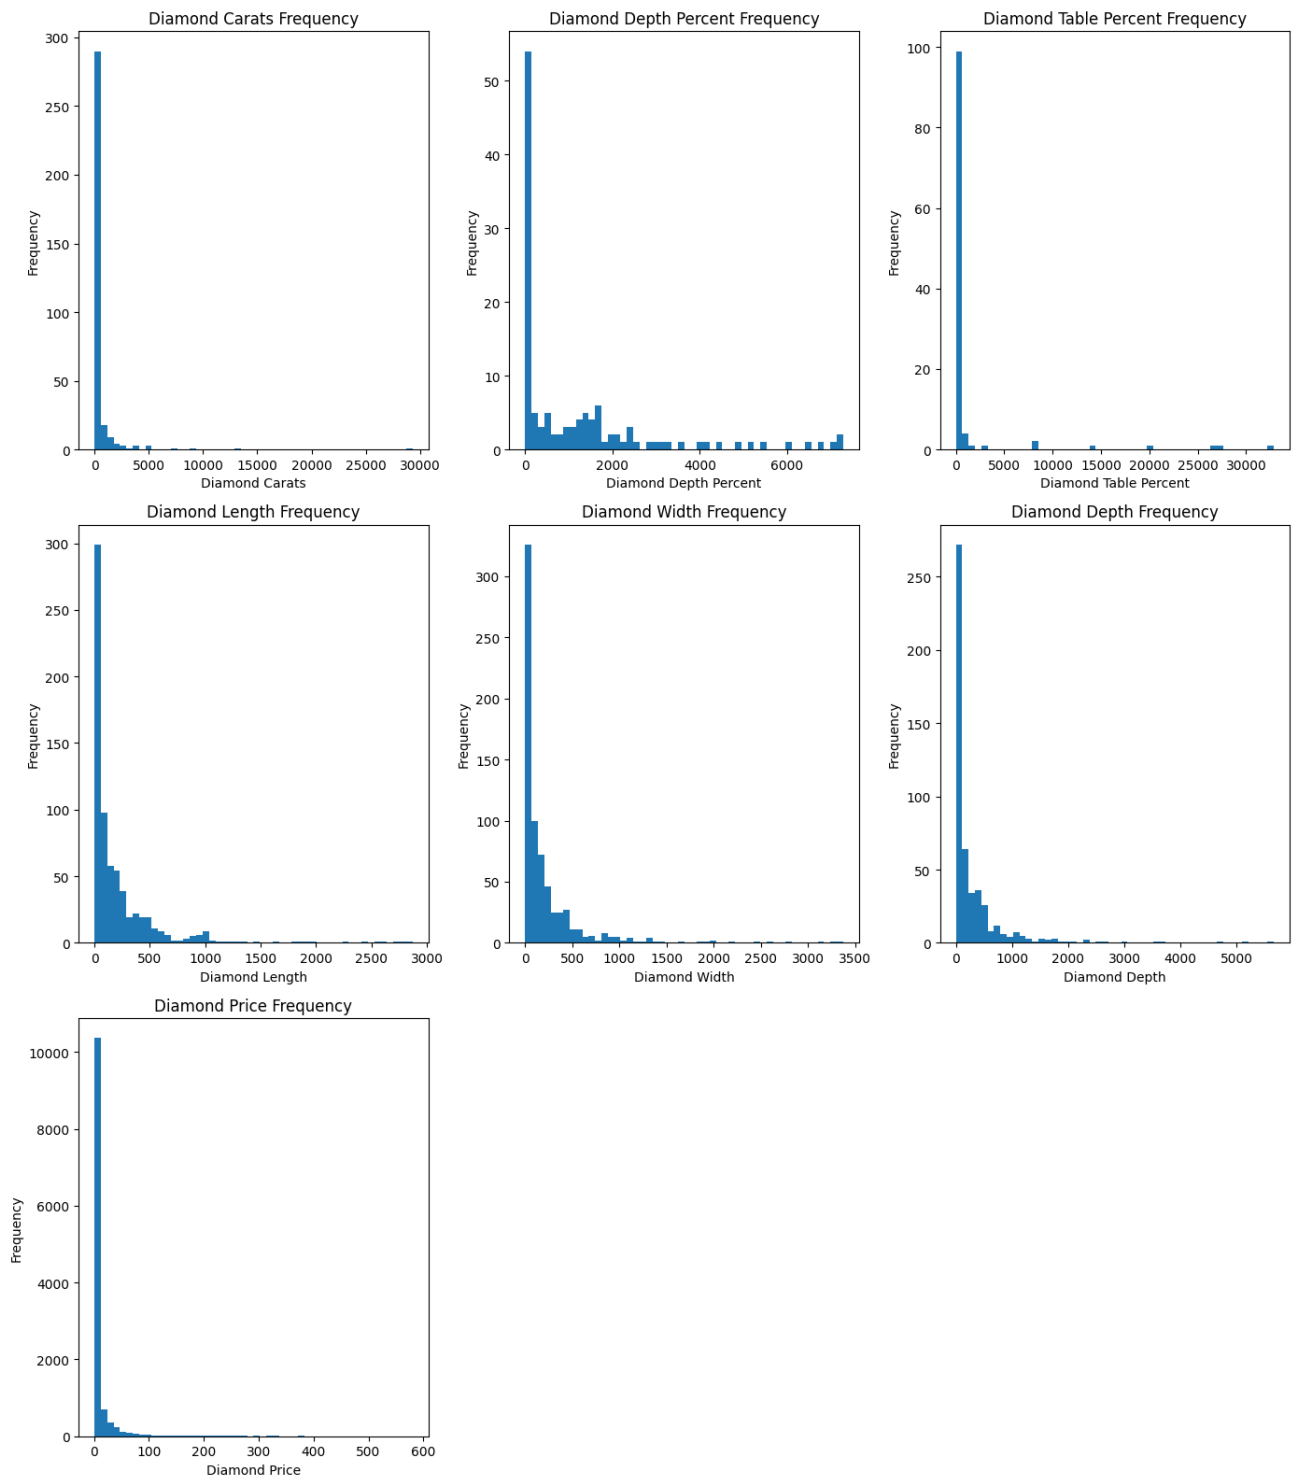 Diamond Carats Frequency
300
250
200
150
100
50
0
Frequency
0 5000 10000 15000 20000 25000 30000
Diamond Carats
Diamond Depth Percent Frequency
50
40
30
20
10
0
Frequency
0 2000 4000 6000
Diamond Depth Percent
Diamond Table Percent Frequency
100
80
60
40
20
0
Frequency
0 5000 10000 15000 20000 25000 30000
Diamond Table Percent
Diamond Length Frequency
300
250
200
150
100
50
0
Frequency
0 500 1000 1500 2000 2500 3000
Diamond Length
Diamond Width Frequency
300
250
200
150
100
50
0
Frequency
0 500 1000 1500 2000 2500 3000 3500
Diamond Width
Diamond Depth Frequency
250
200
150
100
50
0
Frequency
0 1000 2000 3000 4000 5000
Diamond Depth
Diamond Price Frequency
10000
8000
6000
4000
2000
0
Frequency
0 100 200 300 400 500 600
Diamond Price